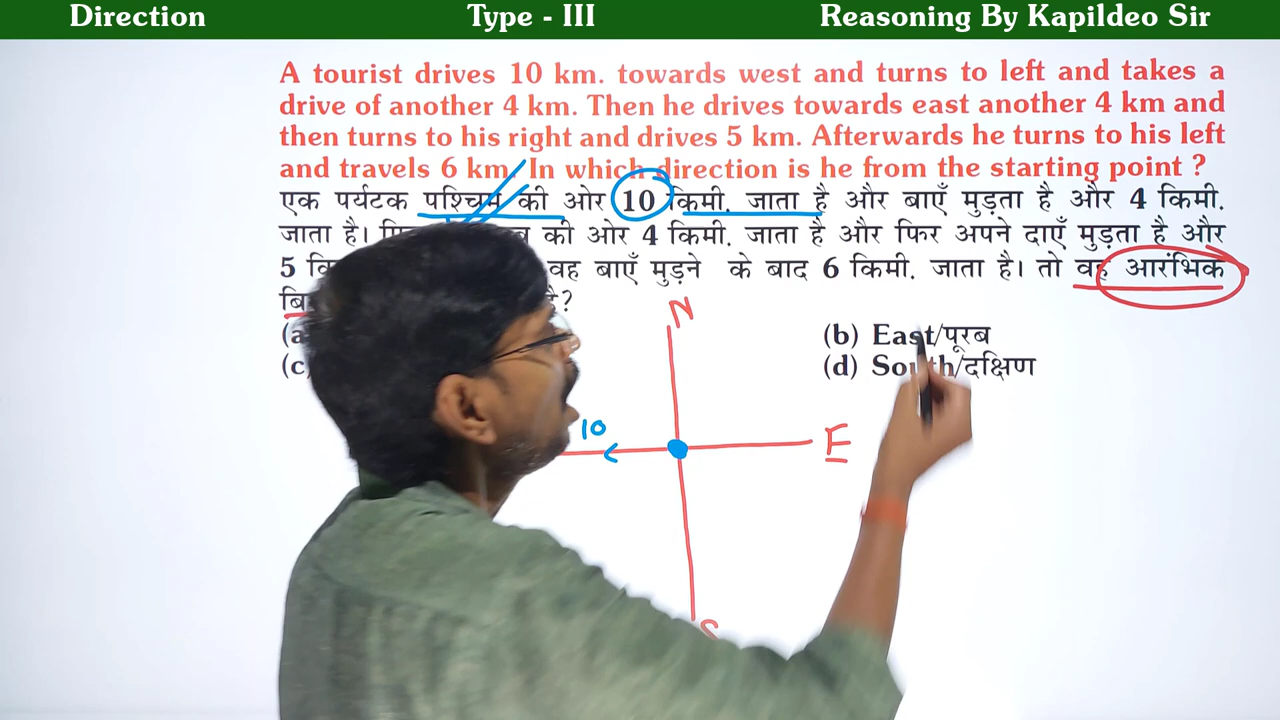 Direction Type - III Reasoning By Kapildeo Sir
A tourist drives 10 km. towards west and turns to left and takes a
drive of another 4 km. Then he drives towards east another 4 km and
then turns to his right and drives 5 km. Afterwards he turns to his left
and travels 6 km. In which direction is he from the starting point ?
एक पर्यटक पश्चिम की ओर 10 किमी. जाता है और बाएँ मुड़ता है और 4 किमी.
जाता है। की ओर 4 किमी. जाता है और फिर अपने दाएँ मुड़ता है और
5 वह बाएँ मुड़ने के बाद 6 किमी. जाता है। तो वह आरंभिक
(b) East/पूरब
(d) South/दक्षिण
N
10
E
S